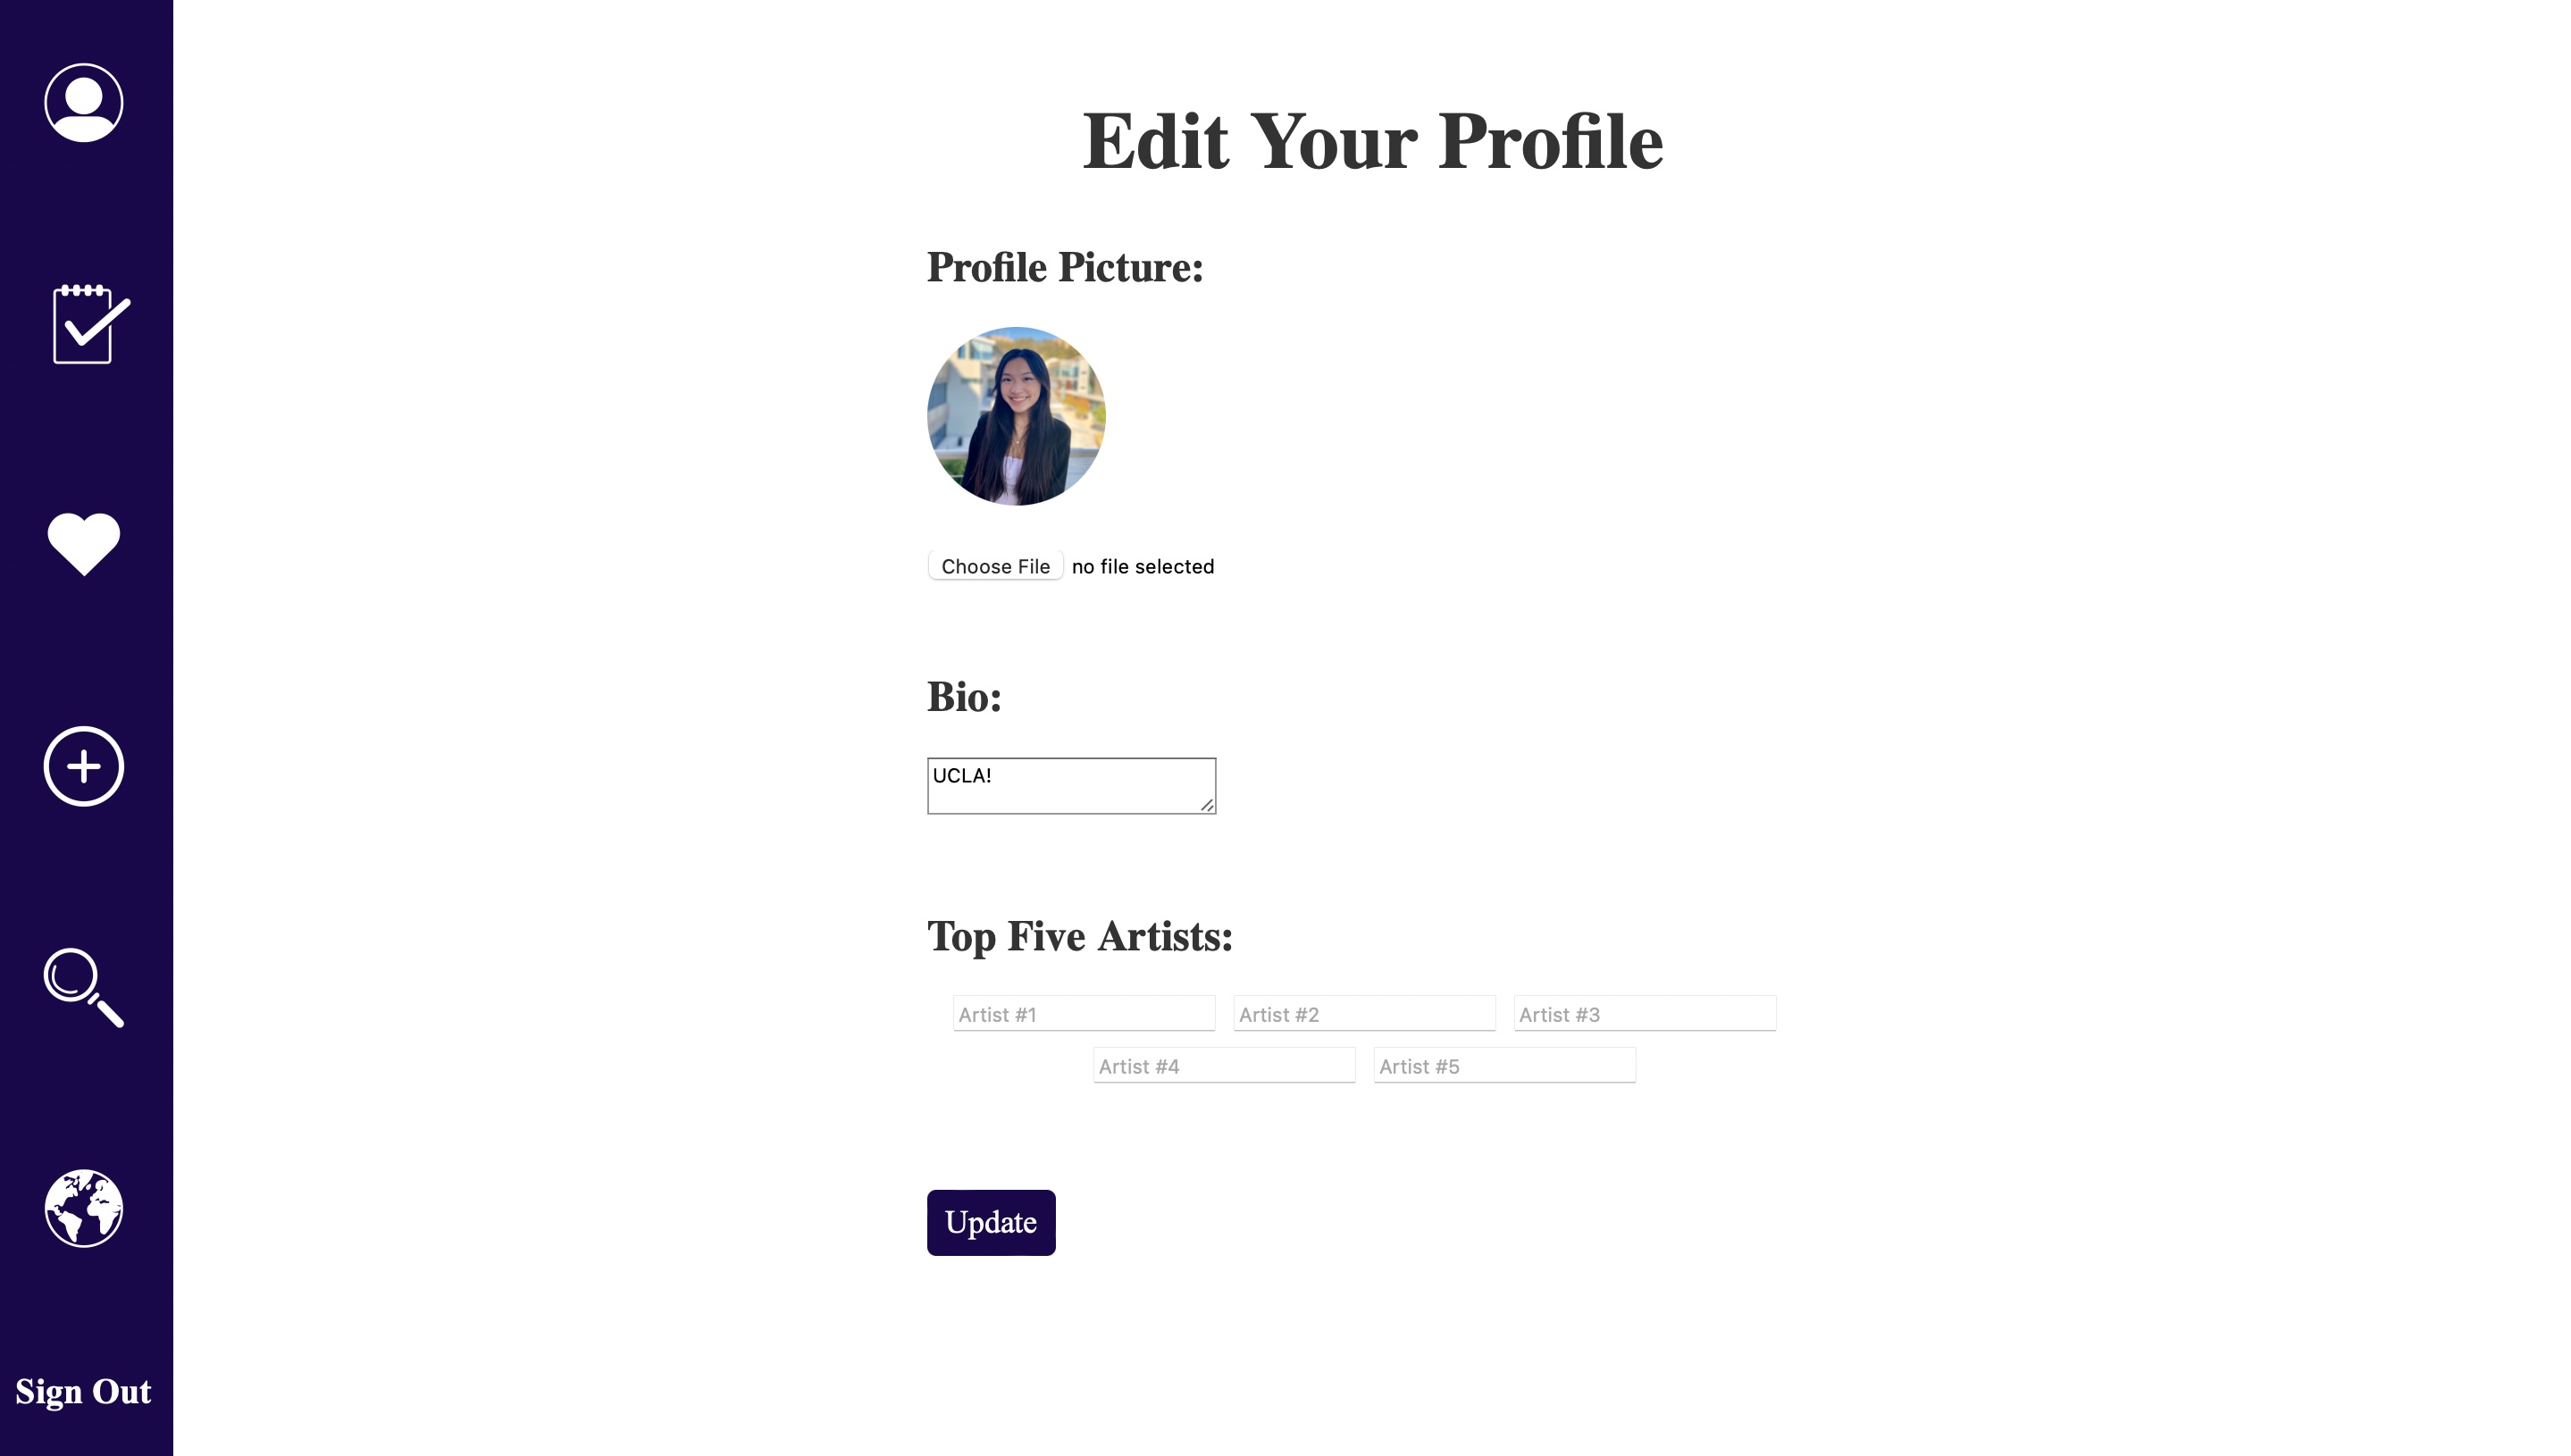 Edit Your Profile
Profile Picture:
Choose File no file selected
Bio:
UCLA!
Top Five Artists:
Artist #1 Artist #2 Artist #3
Artist #4 Artist #5
Update
Sign Out